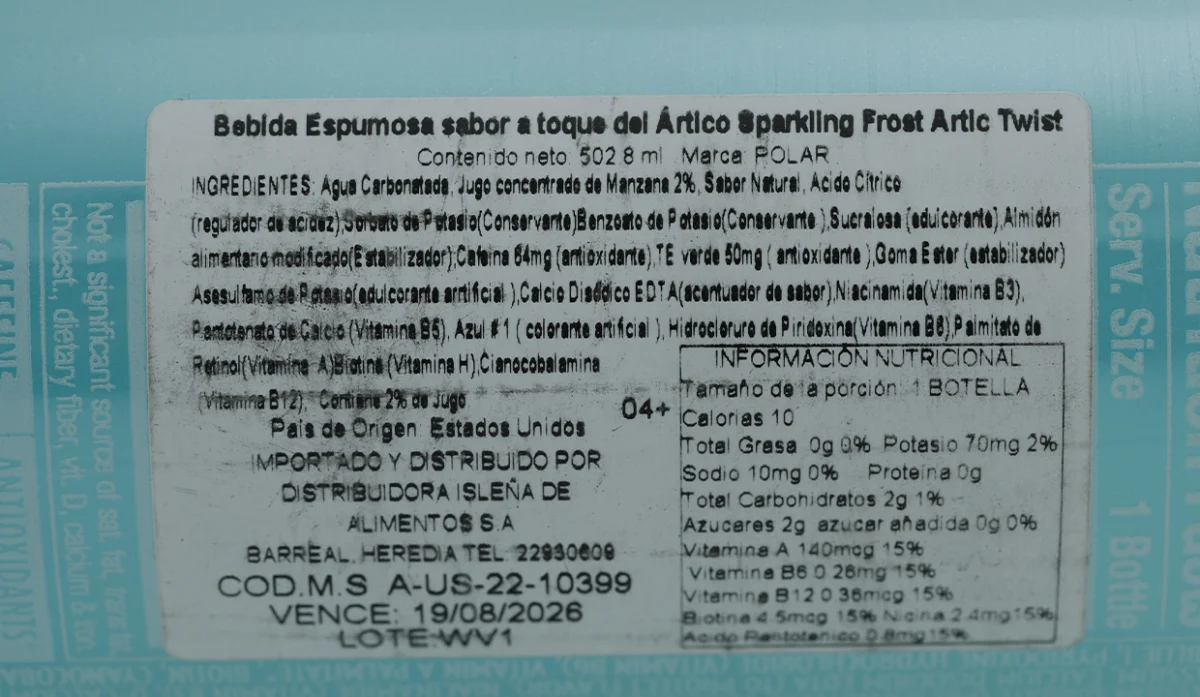 Bebida Espumosa sabor a toque del Ártico Sparkling Frost Artic Twist
Contenido neto: 502.8 ml Marca: POLAR
INGREDIENTES: Agua Carbonatada, Jugo concentrado de Manzana 2%, Sabor Natural, Acido Cítrico
(regulador de acidez),Sorbato de Potasio(Conservante)Benzoato de Potasio(Conservante ),Sucralosa (edulcorante),Almidón
alimentario modificado(Estabilizador),Cafeina 64mg (antioxidante),TE verde 50mg ( antioxidante ),Goma Ester (estabilizador)
Asesulfamo de Potasio(edulcorante artificial ),Calcio Disódico EDTA(acentuador de sabor),Niacinamida(Vitamina B3),
Pantotenato de Calcio (Vitamina B5), Azul #1 ( colorante artificial ), Hidrocloruro de Piridoxina(Vitamina B6),Palmitato de
Retinol(Vitamina A)Biotina (Vitamina H),Cianocobalamina
(Vitamina B12), Contiene 2% de Jugo
País de Origen: Estados Unidos
IMPORTADO Y DISTRIBUIDO POR
DISTRIBUIDORA ISLEÑA DE
ALIMENTOS S.A
BARREAL, HEREDIA TEL: 22930609
COD.M.S A-US-22-10399
VENCE: 19/08/2026
LOTE:WV1
04+
INFORMACIÓN NUTRICIONAL
Tamaño de la porción: 1 BOTELLA
Calorias 10
Total Grasa 0g 0% Potasio 70mg 2%
Sodio 10mg 0% Proteína 0g
Total Carbohidratos 2g 1%
Azucares 2g azucar añadida 0g 0%
Vitamina A 140mcg 15%
Vitamina B6 0.26mg 15%
Vitamina B12 0.36mcg 15%
Biotina 4.5mcg 15% Niacina 2.4mg 15%
Acido Pantotenico 0.8mg 15%
Serv. Size 1 Bottle
Not a significant source of sat. fat, trans fat,
cholest., dietary fiber, vit. D, calcium & iron
CAFFEINE
ANTIOXIDANTS